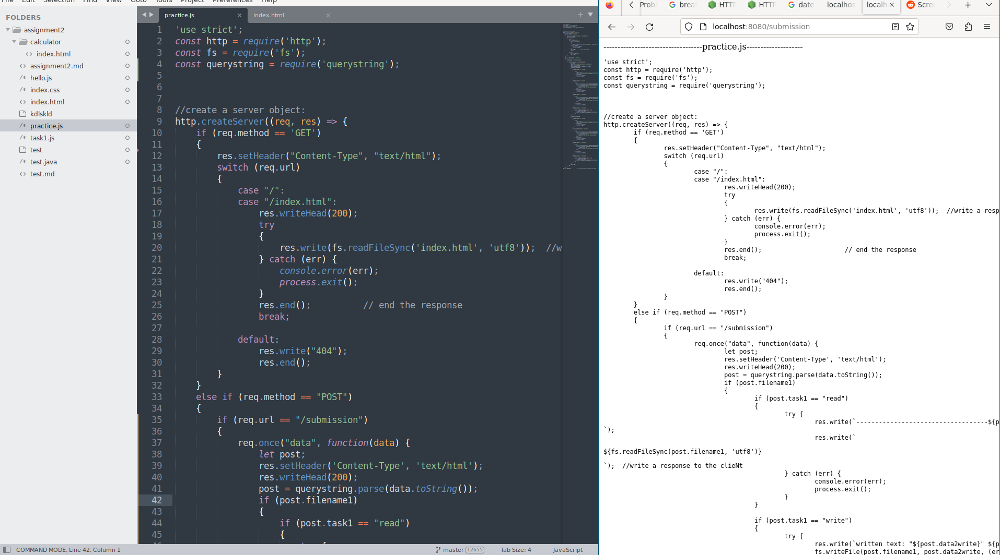 File Edit Selection Find View Goto Tools Project Preferences Help
FOLDERS
assignment2
calculator
index.html
assignment2.md
hello.js
index.css
index.html
kdlskld
practice.js
task1.js
test
test.java
test.md
practice.js
index.html
1 'use strict';
2 const http = require('http');
3 const fs = require('fs');
4 const querystring = require('querystring');
5
6
7
8 //create a server object:
9 http.createServer((req, res) => {
10 if (req.method == 'GET')
11 {
12 res.setHeader("Content-Type", "text/html");
13 switch (req.url)
14 {
15 case "/":
16 case "/index.html":
17 res.writeHead(200);
18 try
19 {
20 res.write(fs.readFileSync('index.html', 'utf8')); //w
21 } catch (err) {
22 console.error(err);
23 process.exit();
24 }
25 res.end(); // end the response
26 break;
27
28 default:
29 res.write("404");
30 res.end();
31 }
32 }
33 else if (req.method == "POST")
34 {
35 if (req.url == "/submission")
36 {
37 req.once("data", function(data) {
38 let post;
39 res.setHeader('Content-Type', 'text/html');
40 res.writeHead(200);
41 post = querystring.parse(data.toString());
42 if (post.filename1)
43 {
44 if (post.task1 == "read")
45 {
COMMAND MODE, Line 42, Column 1
master 12655
Tab Size: 4
JavaScript
Prob
brea
HTTP
HTTP
date
localhos
localh
Scre
localhost:8080/submission
-----------------------------------practice.js--------------------
'use strict';
const http = require('http');
const fs = require('fs');
const querystring = require('querystring');
//create a server object:
http.createServer((req, res) => {
if (req.method == 'GET')
{
res.setHeader("Content-Type", "text/html");
switch (req.url)
{
case "/":
case "/index.html":
res.writeHead(200);
try
{
res.write(fs.readFileSync('index.html', 'utf8')); //write a resp
} catch (err) {
console.error(err);
process.exit();
}
res.end(); // end the response
break;
default:
res.write("404");
res.end();
}
}
else if (req.method == "POST")
{
if (req.url == "/submission")
{
req.once("data", function(data) {
let post;
res.setHeader('Content-Type', 'text/html');
res.writeHead(200);
post = querystring.parse(data.toString());
if (post.filename1)
{
if (post.task1 == "read")
{
try {
res.write(`-----------------------------------${p
`);
res.write(`
${fs.readFileSync(post.filename1, 'utf8')}
`); //write a response to the clieNt
} catch (err) {
console.error(err);
process.exit();
}
}
if (post.task1 == "write")
{
try {
res.write(`written text: "${post.data2write}" ${p
fs.writeFile(post.filename1, post.data2write, (er